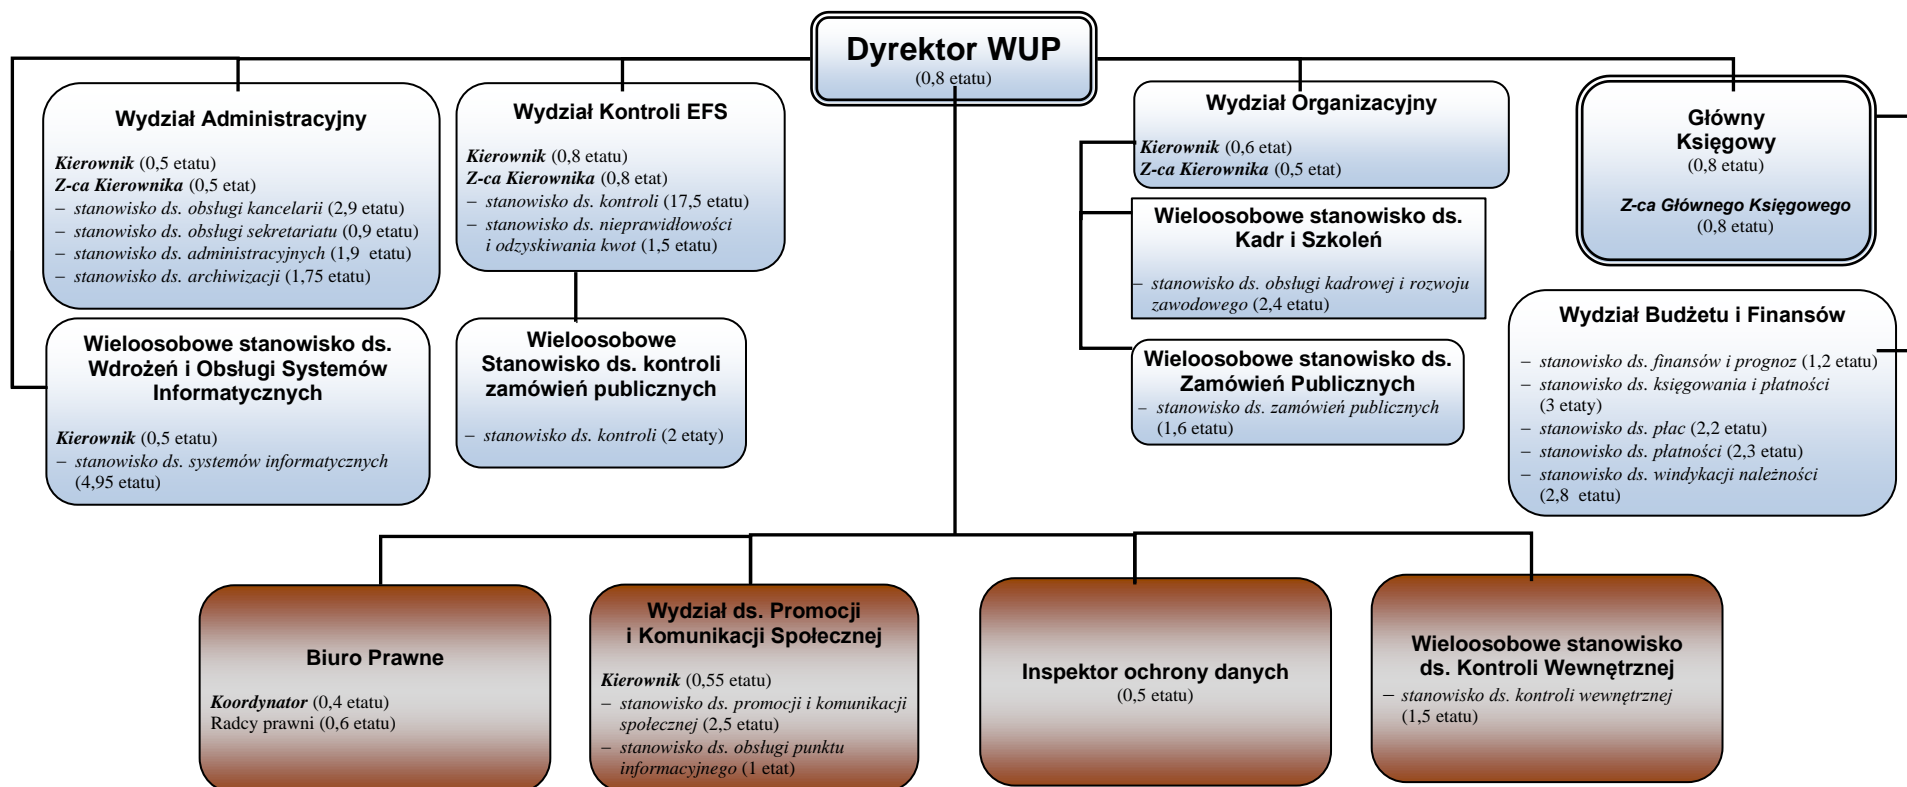 Dyrektor WUP
(0,8 etatu)
Wydział Administracyjny
Kierownik (0,5 etatu)
Z-ca Kierownika (0,5 etat)
– stanowisko ds. obsługi kancelarii (2,9 etatu)
– stanowisko ds. obsługi sekretariatu (0,9 etatu)
– stanowisko ds. administracyjnych (1,9 etatu)
– stanowisko ds. archiwizacji (1,75 etatu)
Wieloosobowe stanowisko ds.
Wdrożeń i Obsługi Systemów
Informatycznych
Kierownik (0,5 etatu)
– stanowisko ds. systemów informatycznych
(4,95 etatu)
Wydział Kontroli EFS
Kierownik (0,8 etatu)
Z-ca Kierownika (0,8 etat)
– stanowisko ds. kontroli (17,5 etatu)
– stanowisko ds. nieprawidłowości
i odzyskiwania kwot (1,5 etatu)
Wieloosobowe
Stanowisko ds. kontroli
zamówień publicznych
– stanowisko ds. kontroli (2 etaty)
Wydział Organizacyjny
Kierownik (0,6 etat)
Z-ca Kierownika (0,5 etat)
Wieloosobowe stanowisko ds.
Kadr i Szkoleń
– stanowisko ds. obsługi kadrowej i rozwoju
zawodowego (2,4 etatu)
Wieloosobowe stanowisko ds.
Zamówień Publicznych
– stanowisko ds. zamówień publicznych
(1,6 etatu)
Główny
Księgowy
(0,8 etatu)
Z-ca Głównego Księgowego
(0,8 etatu)
Wydział Budżetu i Finansów
– stanowisko ds. finansów i prognoz (1,2 etatu)
– stanowisko ds. księgowania i płatności
(3 etaty)
– stanowisko ds. płac (2,2 etatu)
– stanowisko ds. płatności (2,3 etatu)
– stanowisko ds. windykacji należności
(2,8 etatu)
Biuro Prawne
Koordynator (0,4 etatu)
Radcy prawni (0,6 etatu)
Wydział ds. Promocji
i Komunikacji Społecznej
Kierownik (0,55 etatu)
– stanowisko ds. promocji i komunikacji
społecznej (2,5 etatu)
– stanowisko ds. obsługi punktu
informacyjnego (1 etat)
Inspektor ochrony danych
(0,5 etatu)
Wieloosobowe stanowisko
ds. Kontroli Wewnętrznej
– stanowisko ds. kontroli wewnętrznej
(1,5 etatu)